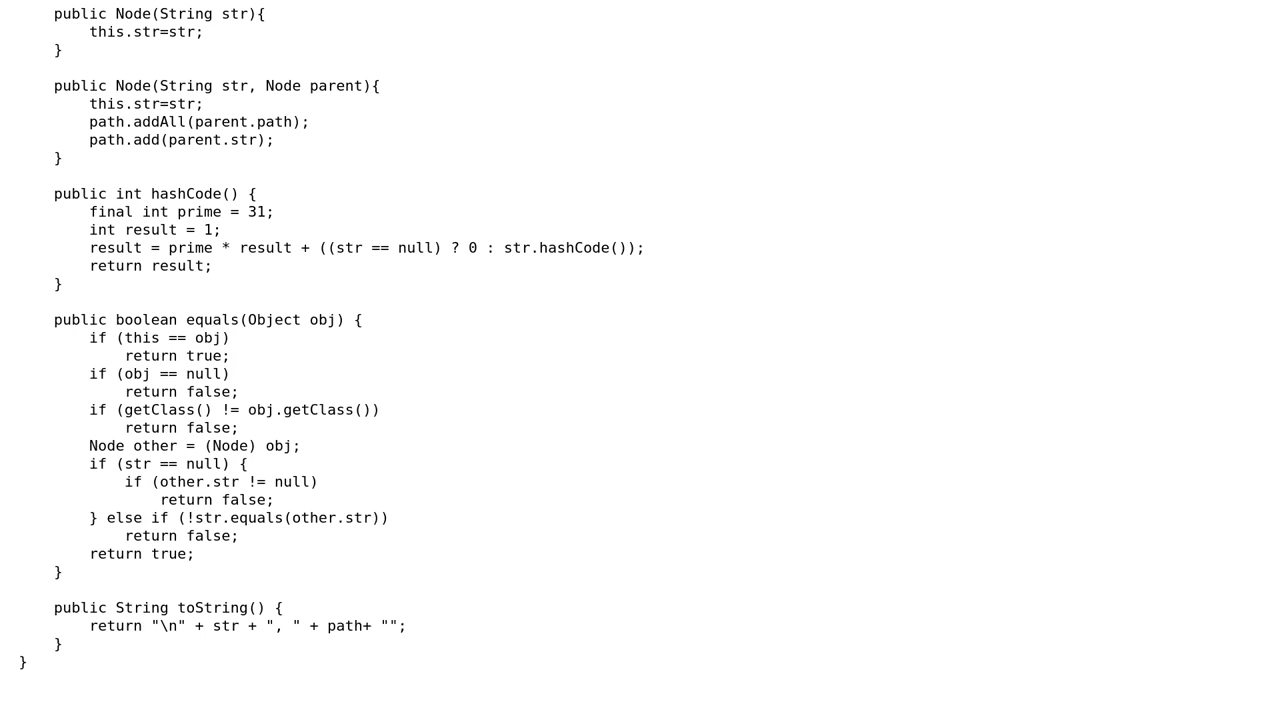 public Node(String str){
        this.str=str;
    }

    public Node(String str, Node parent){
        this.str=str;
        path.addAll(parent.path);
        path.add(parent.str);
    }

    public int hashCode() {
        final int prime = 31;
        int result = 1;
        result = prime * result + ((str == null) ? 0 : str.hashCode());
        return result;
    }

    public boolean equals(Object obj) {
        if (this == obj)
            return true;
        if (obj == null)
            return false;
        if (getClass() != obj.getClass())
            return false;
        Node other = (Node) obj;
        if (str == null) {
            if (other.str != null)
                return false;
        } else if (!str.equals(other.str))
            return false;
        return true;
    }

    public String toString() {
        return "\n" + str + ", " + path+ "";
    }
}